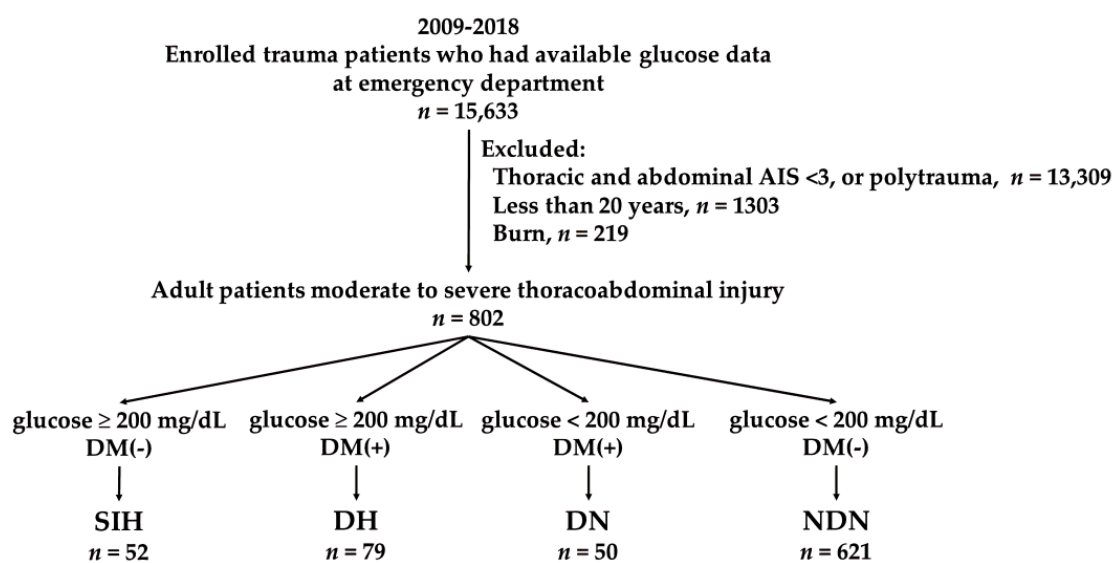 2009-2018
Enrolled trauma patients who had available glucose data
at emergency department
n = 15,633
Excluded:
Thoracic and abdominal AIS <3, or polytrauma, n = 13,309
Less than 20 years, n = 1303
Burn, n = 219
Adult patients moderate to severe thoracoabdominal injury
n = 802
glucose ≥ 200 mg/dL glucose ≥ 200 mg/dL glucose < 200 mg/dL glucose < 200 mg/dL
DM(-) DM(+) DM(+) DM(-)
SIH DH DN NDN
n = 52 n = 79 n = 50 n = 621